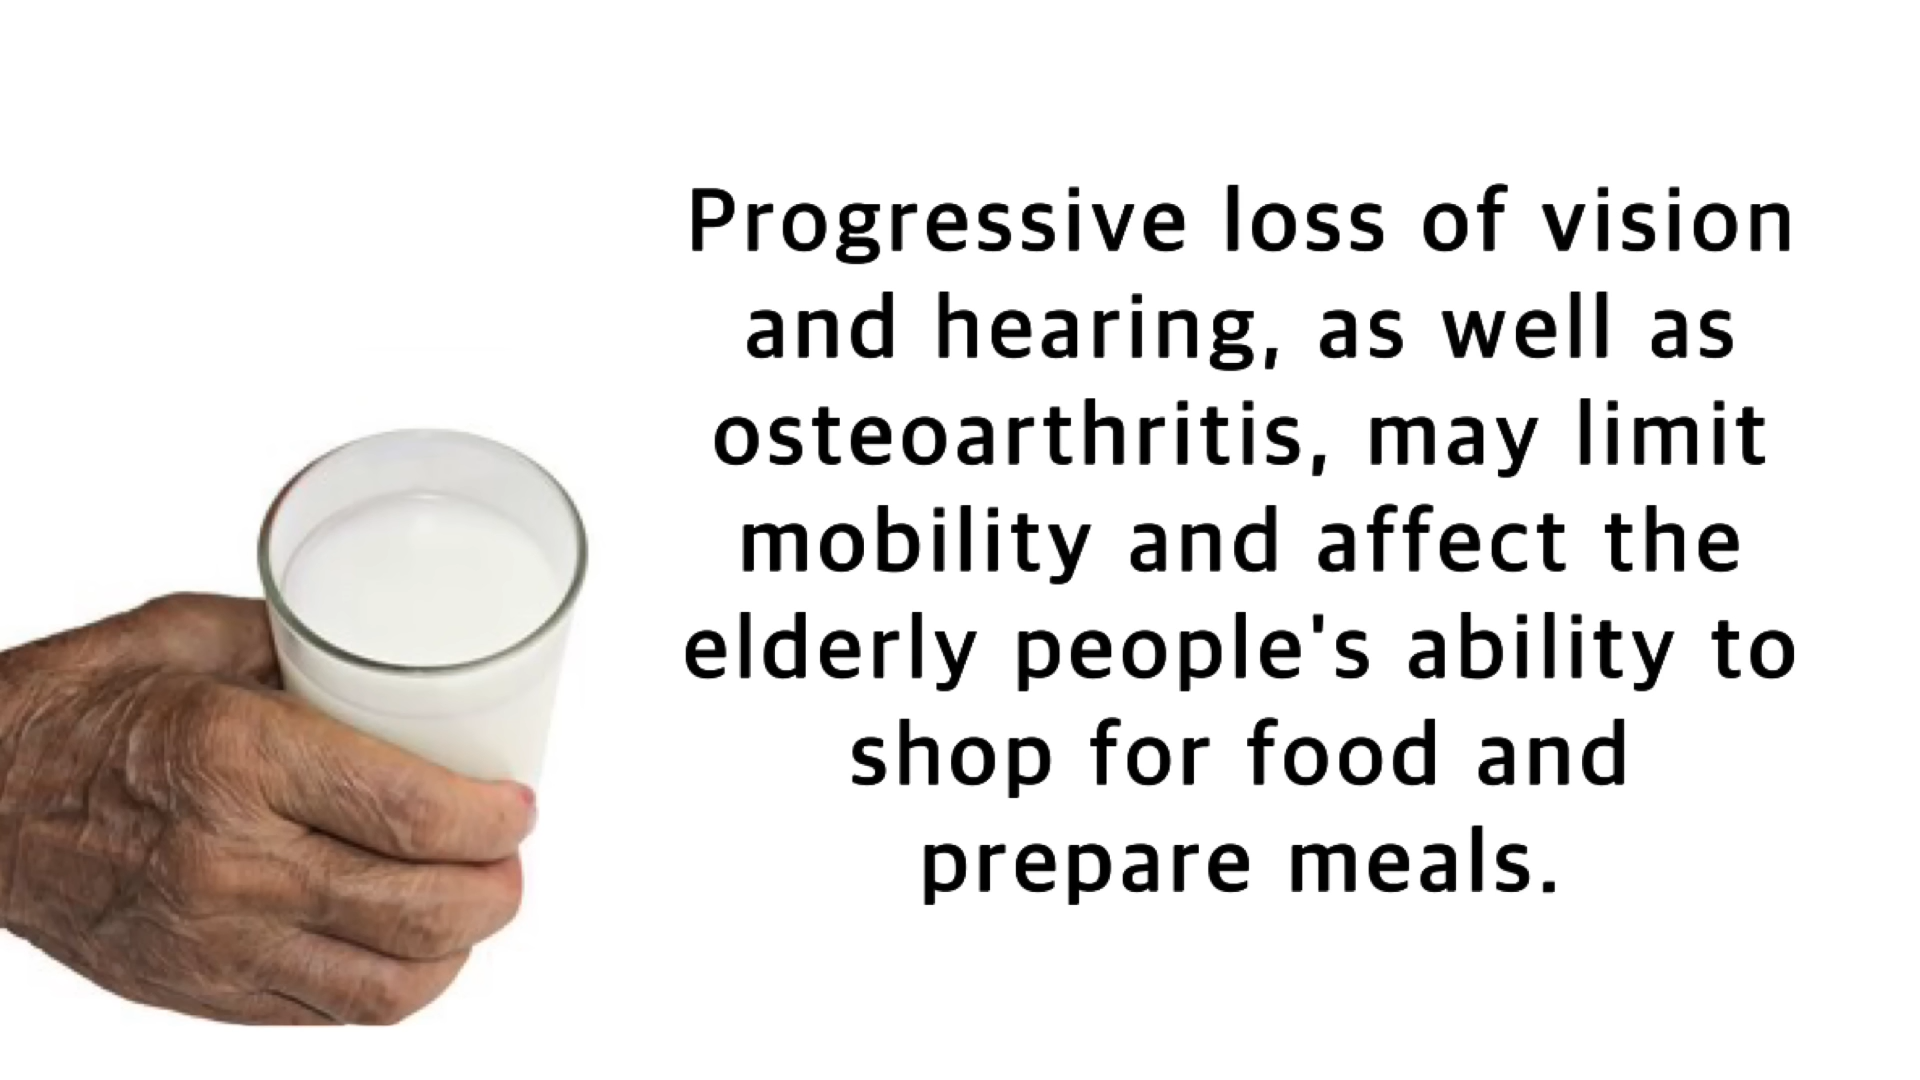 Progressive loss of vision
and hearing, as well as
osteoarthritis, may limit
mobility and affect the
elderly people's ability to
shop for food and
prepare meals.